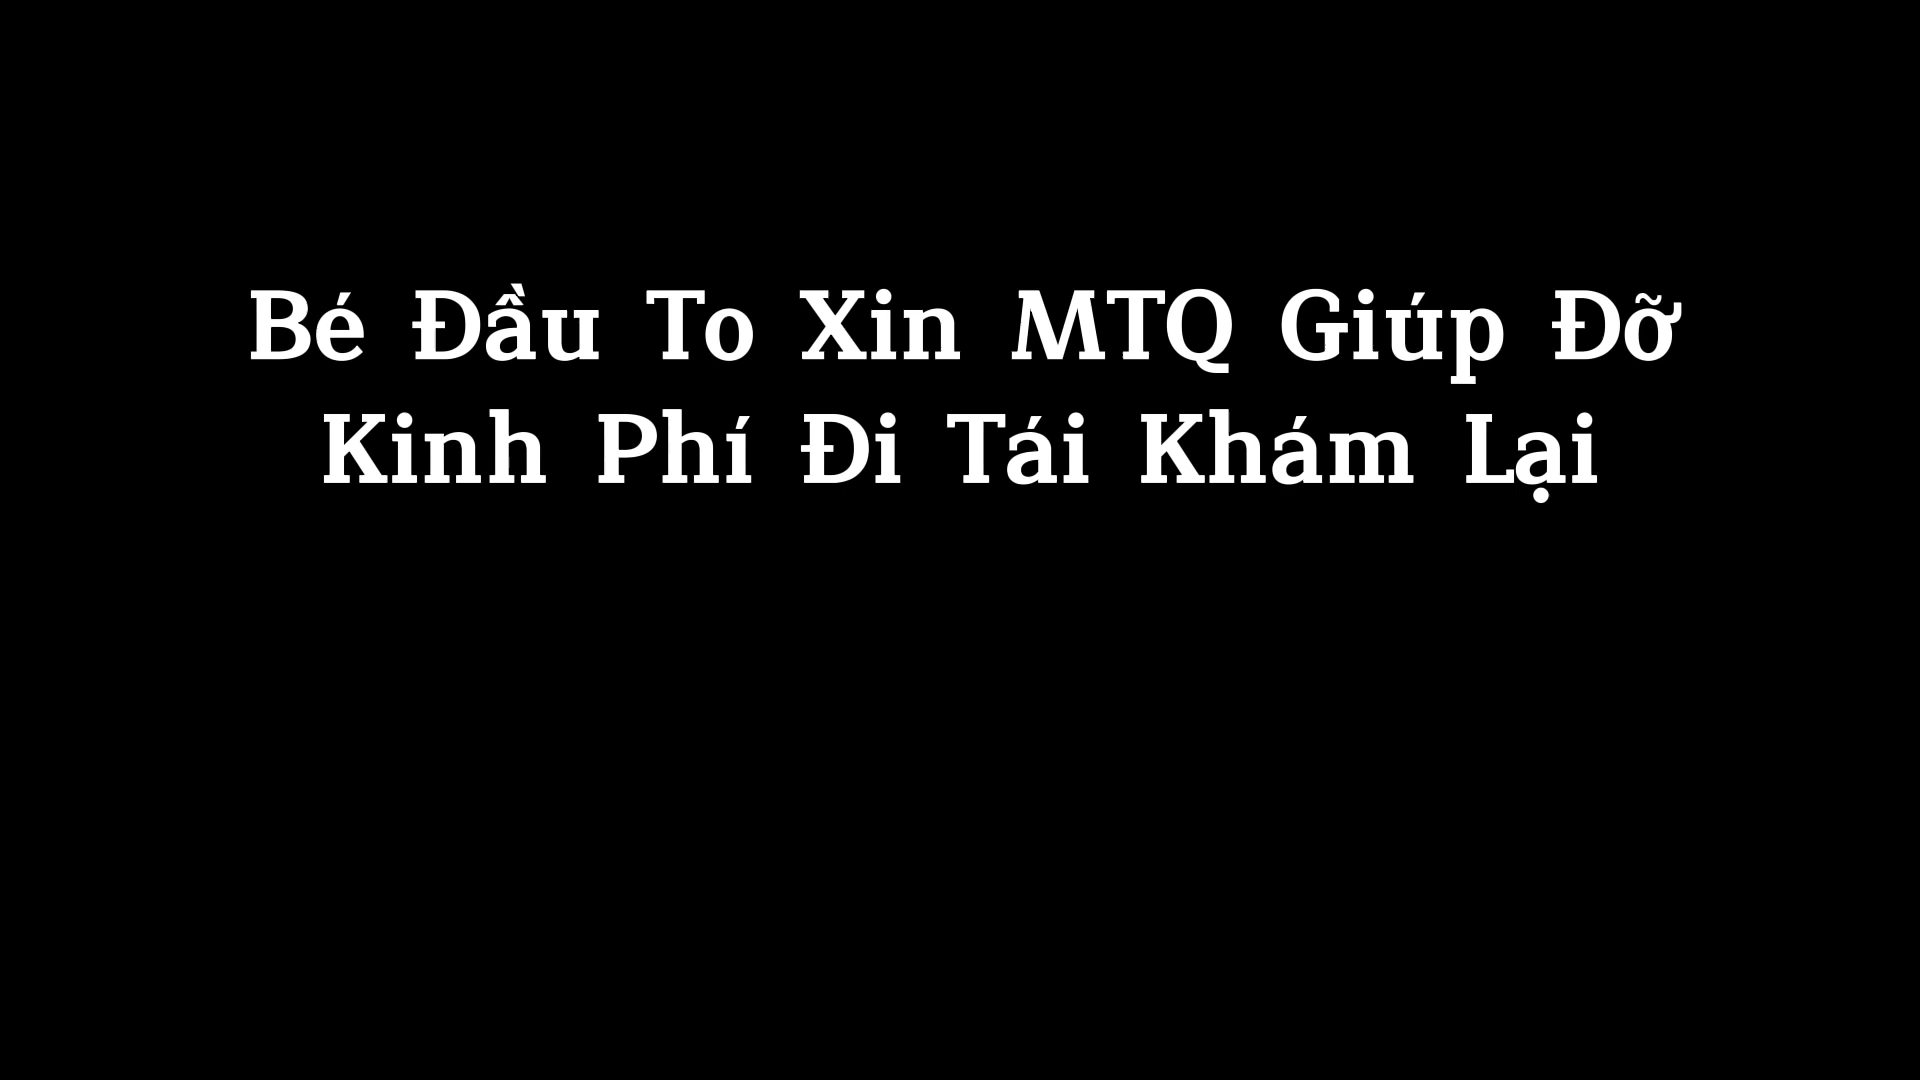 Bé Đầu To Xin MTQ Giúp Đỡ
Kinh Phí Đi Tái Khám Lại